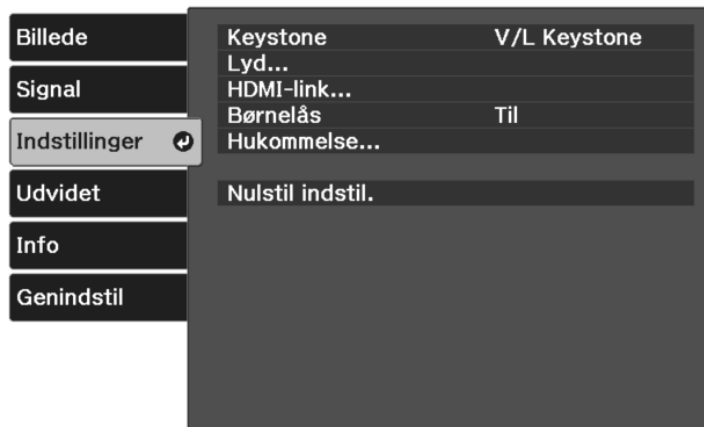 Billede
Signal
Indstillinger
Udvidet
Info
Genindstil
Keystone V/L Keystone
Lyd...
HDMI-link...
Børnelås Til
Hukommelse...
Nulstil indstil.